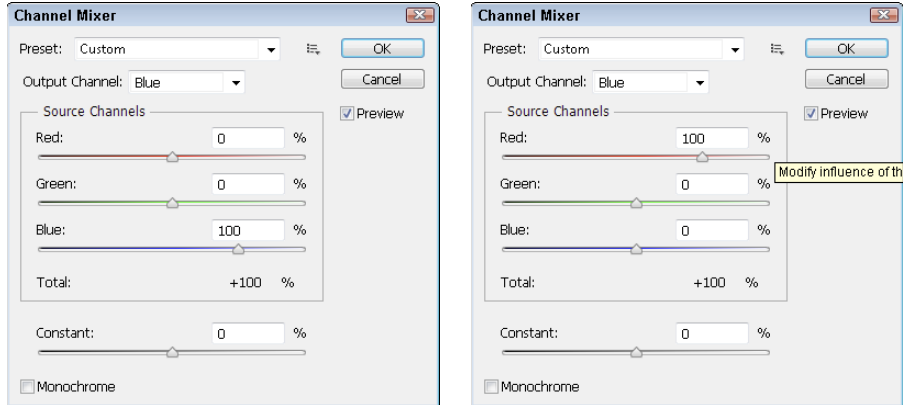 Channel Mixer
Preset: Custom OK
Output Channel: Blue Cancel
Source Channels Preview
Red: 0 %
Green: 0 %
Blue: 100 %
Total: +100 %
Constant: 0 %
Monochrome
Channel Mixer
Preset: Custom OK
Output Channel: Blue Cancel
Source Channels Preview
Red: 100 %
Modify influence of th
Green: 0 %
Blue: 0 %
Total: +100 %
Constant: 0 %
Monochrome